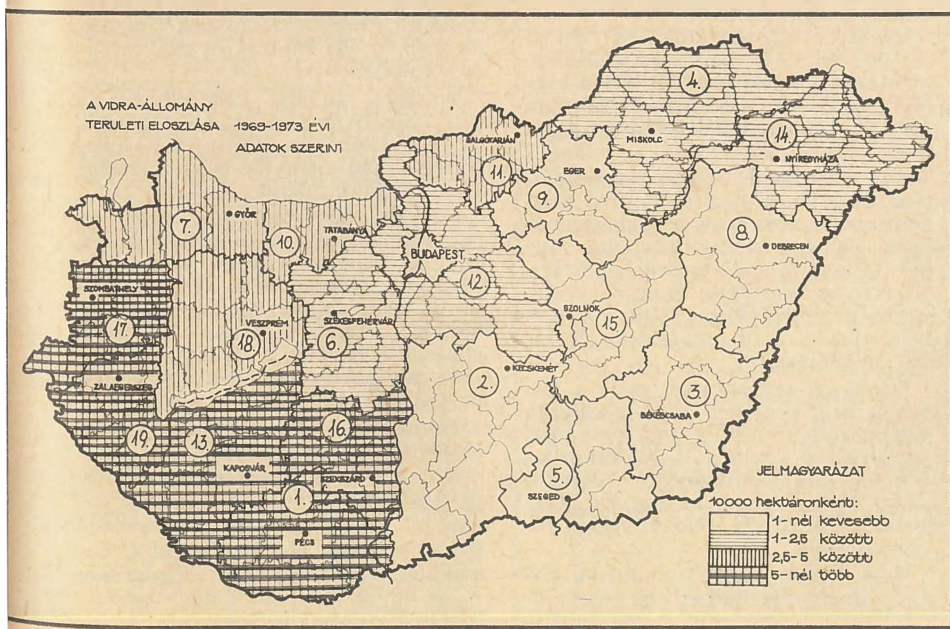 A VIDRA-ÁLLOMÁNY
TERÜLETI ELOSZLÁSA 1969-1973 ÉVI
ADATOK SZERINT
4.
MISKOLC
14
NYÍREGYHÁZA
SALGÓTARJÁN
11.
EGER
9.
7.
GYŐR
10.
TATABÁNYA
8.
DEBRECEN
BUDAPEST
12
SZOMBATHELY
17
VESZPRÉM
18
SZÉKESFEHÉRVÁR
6.
SZOLNOK
15
ZALAEGERSZEG
2.
KECSKEMÉT
3.
BÉKÉSCSABA
19.
13.
16.
KAPOSVÁR
SZEKSZÁRD
1.
PÉCS
5.
SZEGED
JELMAGYARÁZAT
10000 hektáronként:
1-nél kevesebb
1-2,5 között
2,5-5 között
5-nél több